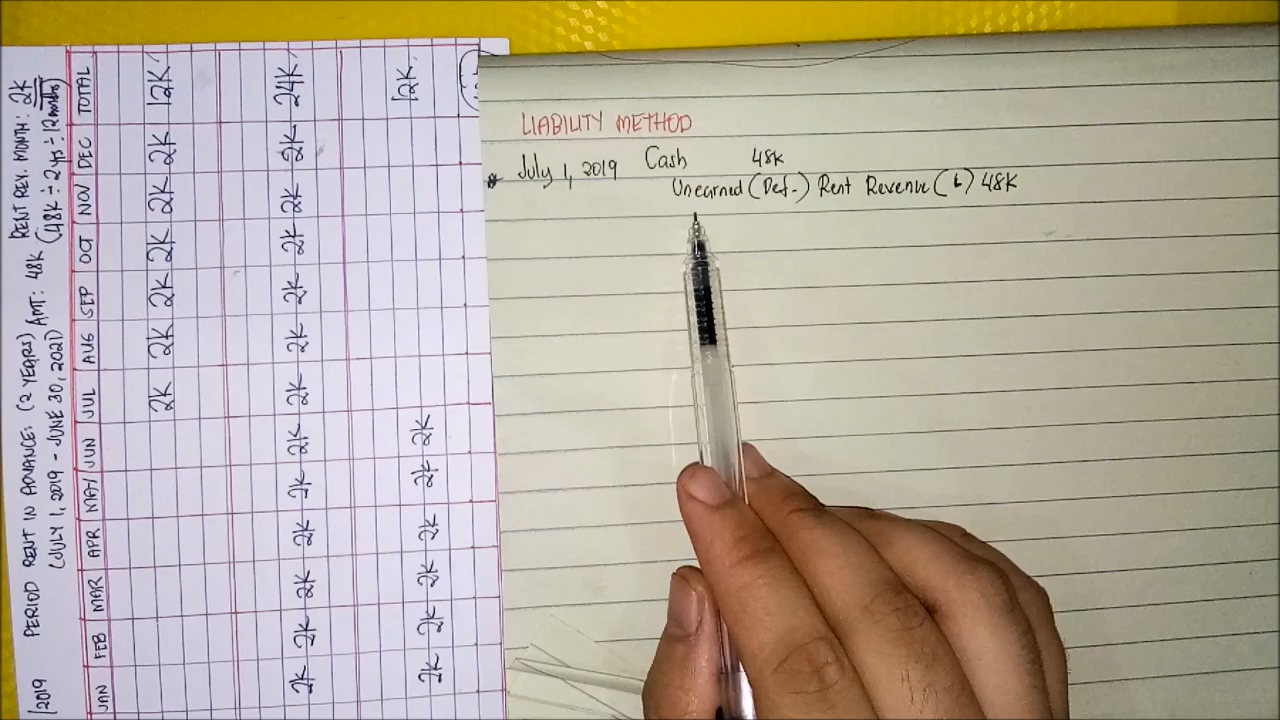 LIABILITY METHOD
* July 1, 2019 Cash 48K
Unearned (Def.) Rent Revenue (L) 48K
PERIOD RENT IN ADVANCE: (2 YEARS) AMT: 48K RENT REV. MONTH: 2K
(JULY 1, 2019 - JUNE 30, 2021) (48K ÷ 2yrs ÷ 12 months)
2019
JAN FEB MAR APR MAY JUN JUL AUG SEP OCT NOV DEC TOTAL
2K 2K 2K 2K 2K 2K 12K
2K 2K 2K 2K 2K 2K 2K 2K 2K 2K 2K 2K 24K
2K 2K 2K 2K 2K 2K 12K